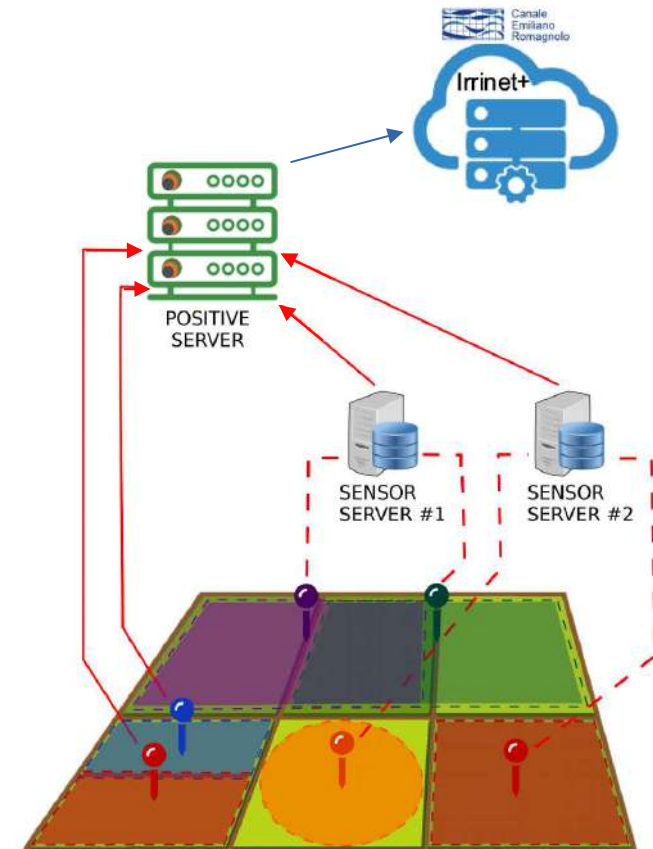 Canale
Emiliano
Romagnolo
Irrinet+
POSITIVE
SERVER
SENSOR
SERVER #1
SENSOR
SERVER #2